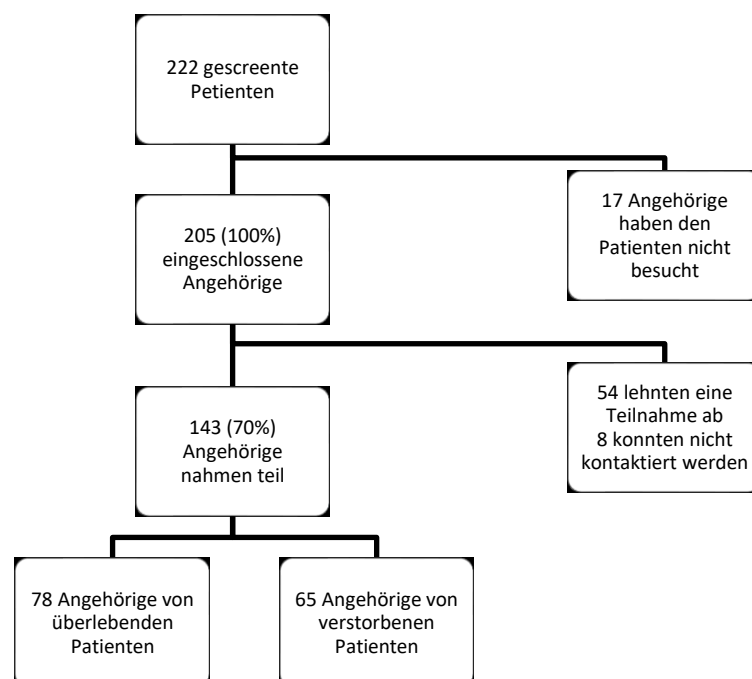 222 gescreente
Petienten
17 Angehörige
haben den
Patienten nicht
besucht
205 (100%)
eingeschlossene
Angehörige
54 lehnten eine
Teilnahme ab
8 konnten nicht
kontaktiert werden
143 (70%)
Angehörige
nahmen teil
78 Angehörige von
überlebenden
Patienten
65 Angehörige von
verstorbenen
Patienten